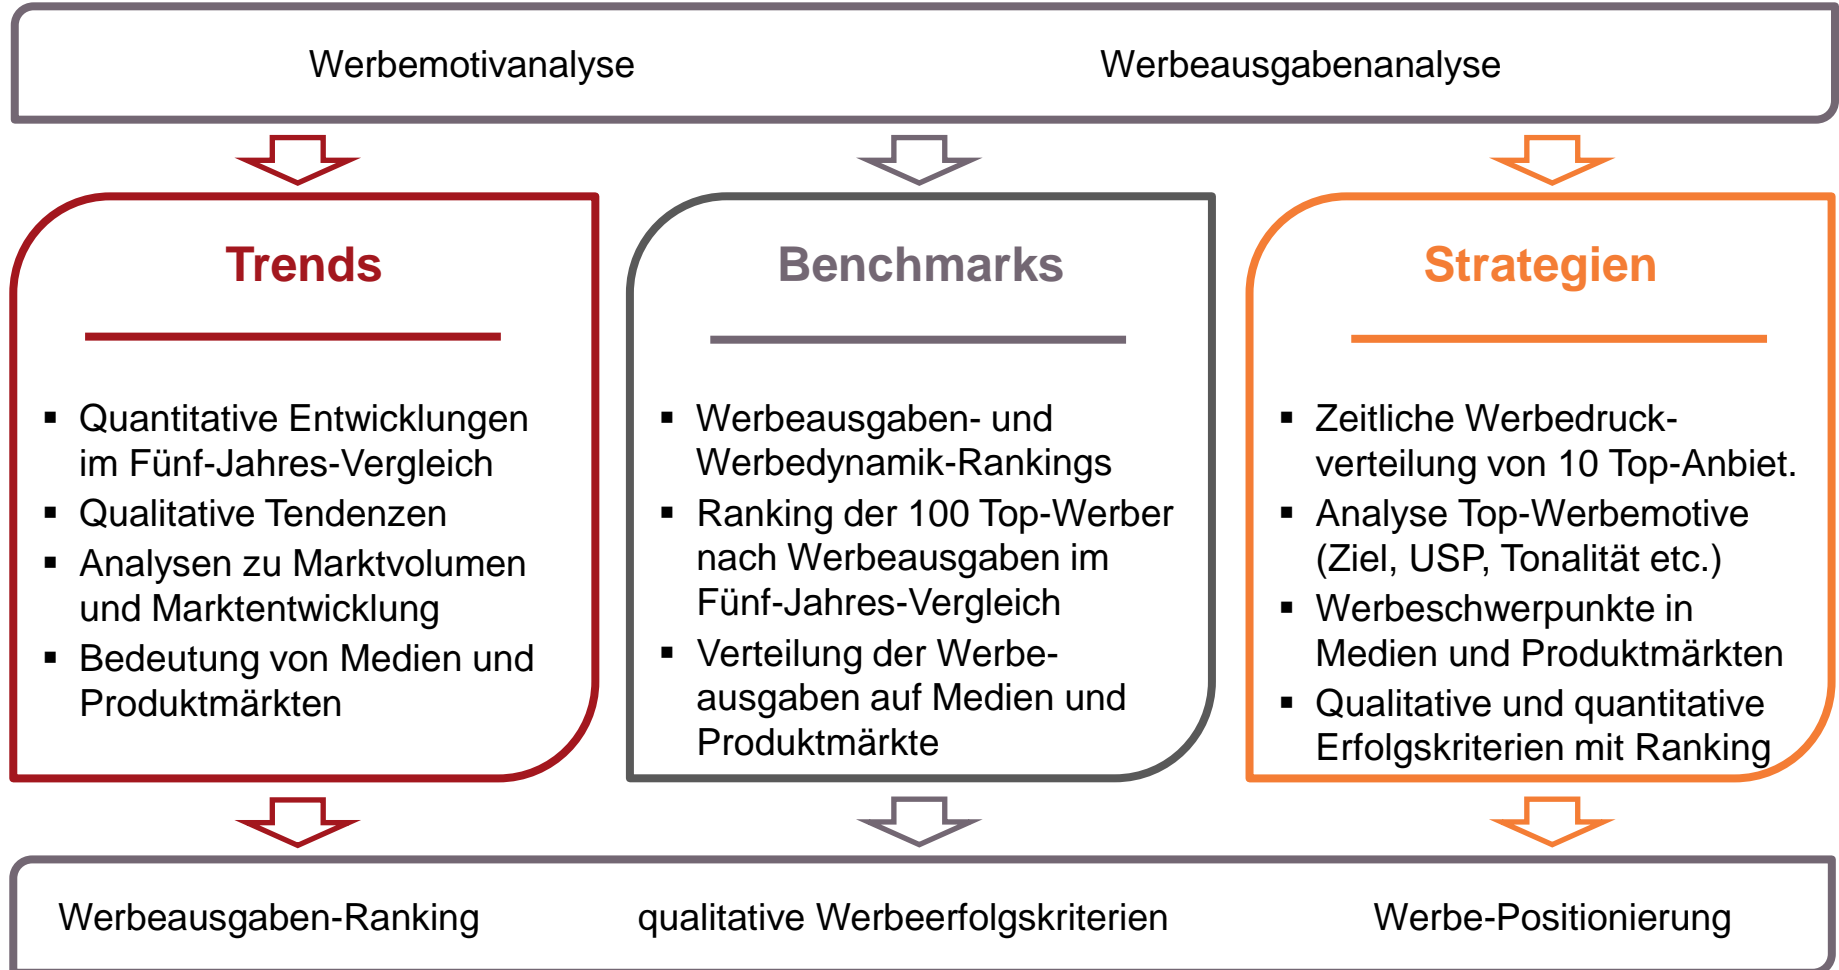 Werbemotivanalyse
Werbeausgabenanalyse
Trends
▪ Quantitative Entwicklungen
im Fünf-Jahres-Vergleich
▪ Qualitative Tendenzen
▪ Analysen zu Marktvolumen
und Marktentwicklung
▪ Bedeutung von Medien und
Produktmärkten
Benchmarks
▪ Werbeausgaben- und
Werbedynamik-Rankings
▪ Ranking der 100 Top-Werber
nach Werbeausgaben im
Fünf-Jahres-Vergleich
▪ Verteilung der Werbe-
ausgaben auf Medien und
Produktmärkte
Strategien
▪ Zeitliche Werbedruck-
verteilung von 10 Top-Anbiet.
▪ Analyse Top-Werbemotive
(Ziel, USP, Tonalität etc.)
▪ Werbeschwerpunkte in
Medien und Produktmärkten
▪ Qualitative und quantitative
Erfolgskriterien mit Ranking
Werbeausgaben-Ranking
qualitative Werbeerfolgskriterien
Werbe-Positionierung